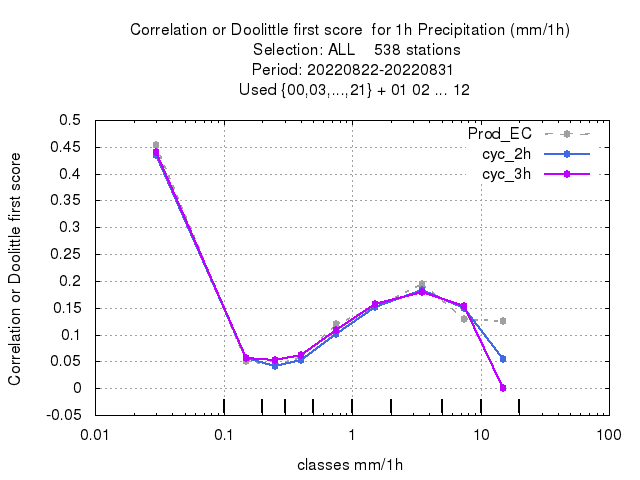 Correlation or Doolittle first score  for 1h Precipitation (mm/1h)
Selection: ALL    538 stations
Period: 20220822-20220831
Used {00,03,...,21} + 01 02 ... 12
Prod_EC
cyc_2h
cyc_3h
Correlation or Doolittle first score
0.5
0.45
0.4
0.35
0.3
0.25
0.2
0.15
0.1
0.05
0
-0.05
0.01
0.1
1
10
100
classes mm/1h